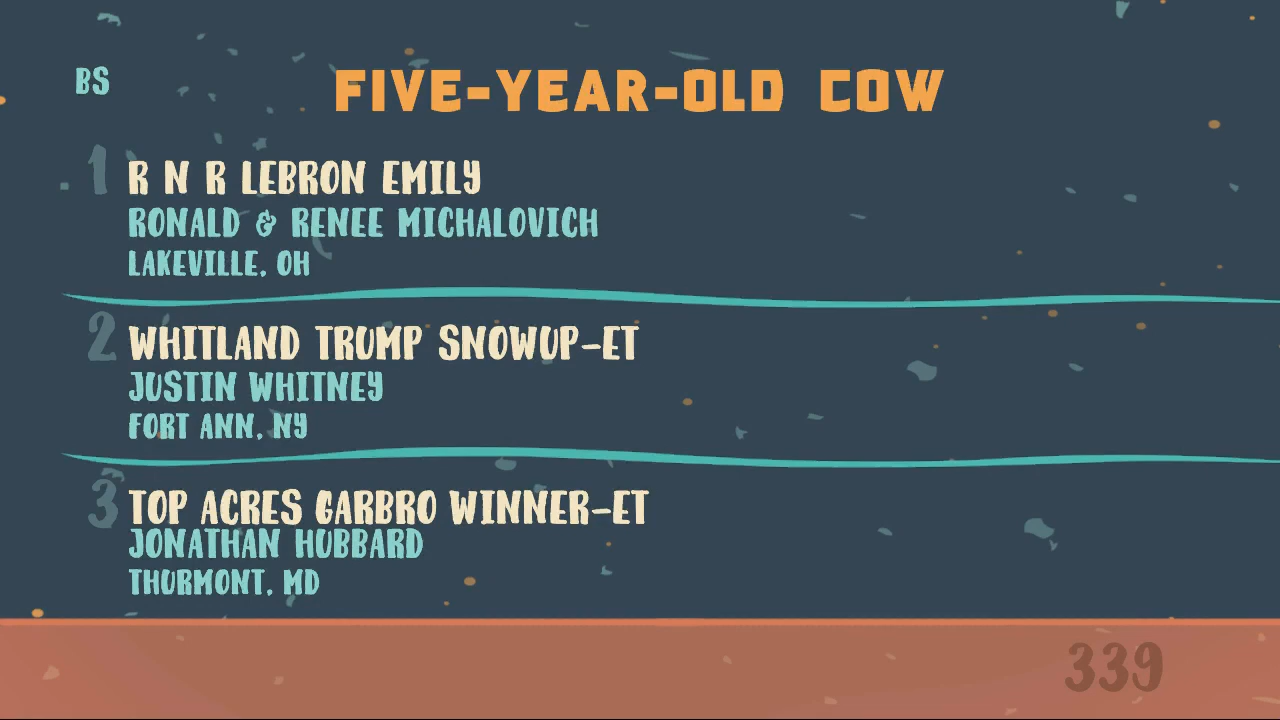 BS
FIVE-YEAR-OLD COW
1 R N R LEBRON EMILY
RONALD & RENEE MICHALOVICH
LAKEVILLE, OH
2 WHITLAND TRUMP SNOWUP-ET
JUSTIN WHITNEY
FORT ANN, NY
3 TOP ACRES GARBRO WINNER-ET
JONATHAN HUBBARD
THURMONT, MD
339